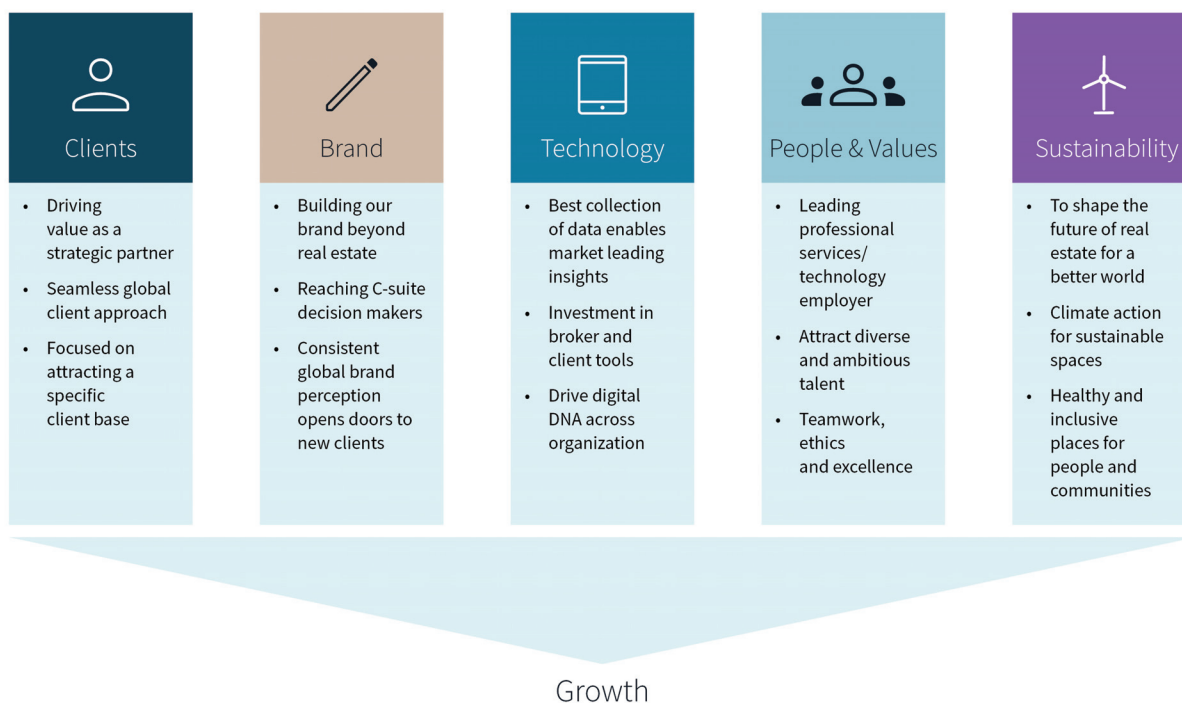 Clients
• Driving
value as a
strategic partner
• Seamless global
client approach
• Focused on
attracting a
specific
client base
Brand
• Building our
brand beyond
real estate
• Reaching C-suite
decision makers
• Consistent
global brand
perception
opens doors to
new clients
Technology
• Best collection
of data enables
market leading
insights
• Investment in
broker and
client tools
• Drive digital
DNA across
organization
People & Values
• Leading
professional
services/
technology
employer
• Attract diverse
and ambitious
talent
• Teamwork,
ethics
and excellence
Sustainability
• To shape the
future of real
estate for a
better world
• Climate action
for sustainable
spaces
• Healthy and
inclusive
places for
people and
communities
Growth